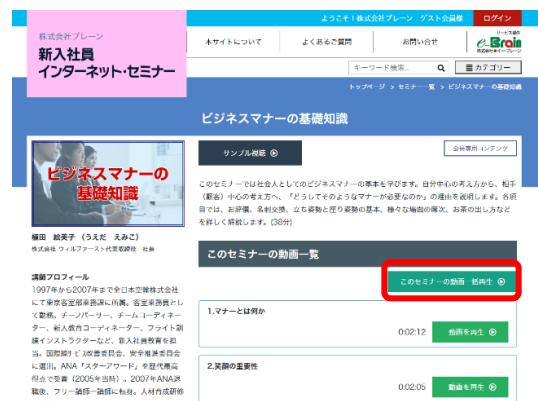 ようこそ！株式会社ブレーン ゲスト会員様 ログイン
株式会社ブレーン
新入社員
インターネット・セミナー
本サイトについて よくあるご質問 お問い合せ
e-Brain
キーワード検索... カテゴリー
トップページ > セミナー一覧 > ビジネスマナーの基礎知識
ビジネスマナーの基礎知識
ビジネスマナーの
基礎知識
サンプル視聴
会員専用コンテンツ
このセミナーでは社会人としてのビジネスマナーの基本を学びます。自分中心の考え方から、相手
（顧客）中心の考え方へ、「どうしてそのようなマナーが必要なのか」の理由を説明します。各項
目では、お辞儀、名刺交換、立ち姿勢と座り姿勢の基本、様々な場面の席次、お茶の出し方など
を詳しく解説します。(38分)
植田 絵美子 （うえだ えみこ）
株式会社 ウィルファースト代表取締役 社長
講師プロフィール
1997年から2007年まで全日本空輸株式会社
にて東京客室部乗務課に所属。客室乗務員とし
て勤務。チーフパーサー、チームコーディネー
ター、新人教育コーディネーター、フライト訓
練インストラクターなど、新入社員教育を担
当。国際線サービス改善委員会、安全推進委員会
に選出。ANA「スターアワード」を歴代最高
得点で受賞（2005年当時）。2007年ANA退
職後、フリー講師一講師に転身。人材育成研修
このセミナーの動画一覧
このセミナーの動画一括再生
1.マナーとは何か
0:02:12 動画を再生
2.笑顔の重要性
0:02:05 動画を再生